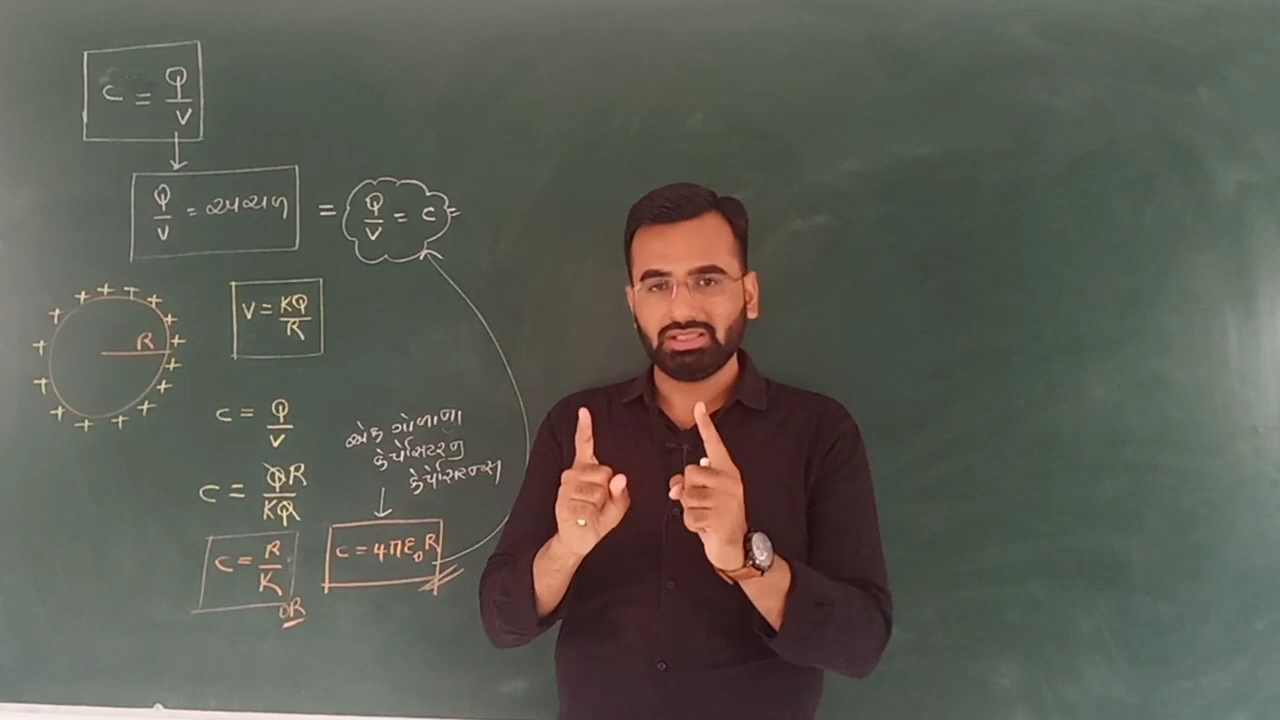 C = Q/V
Q/V = અચળ = Q/V = C =
R
V = KQ/R
C = Q/V
C = QR/KQ
C = R/K
OR
એક ગોળાના
કેપેસિટરનું
કેપેસિટન્સ
C = 4πε₀R